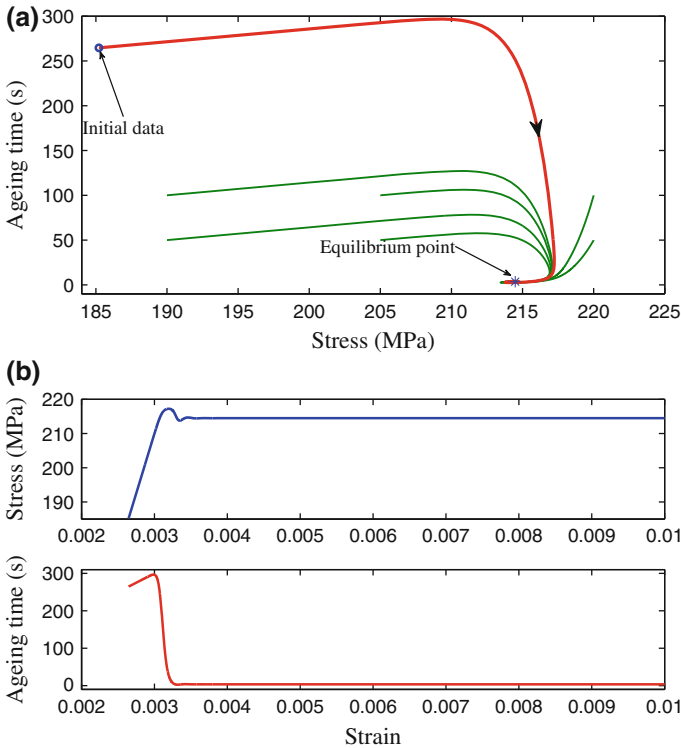 (a)
300
250
200
150
100
50
0
Ageing time (s)
Initial data
Equilibrium point
185 190 195 200 205 210 215 220 225
Stress (MPa)
(b)
220
210
200
190
Stress (MPa)
0.002 0.003 0.004 0.005 0.006 0.007 0.008 0.009 0.01
300
200
100
0
Ageing time (s)
0.002 0.003 0.004 0.005 0.006 0.007 0.008 0.009 0.01
Strain